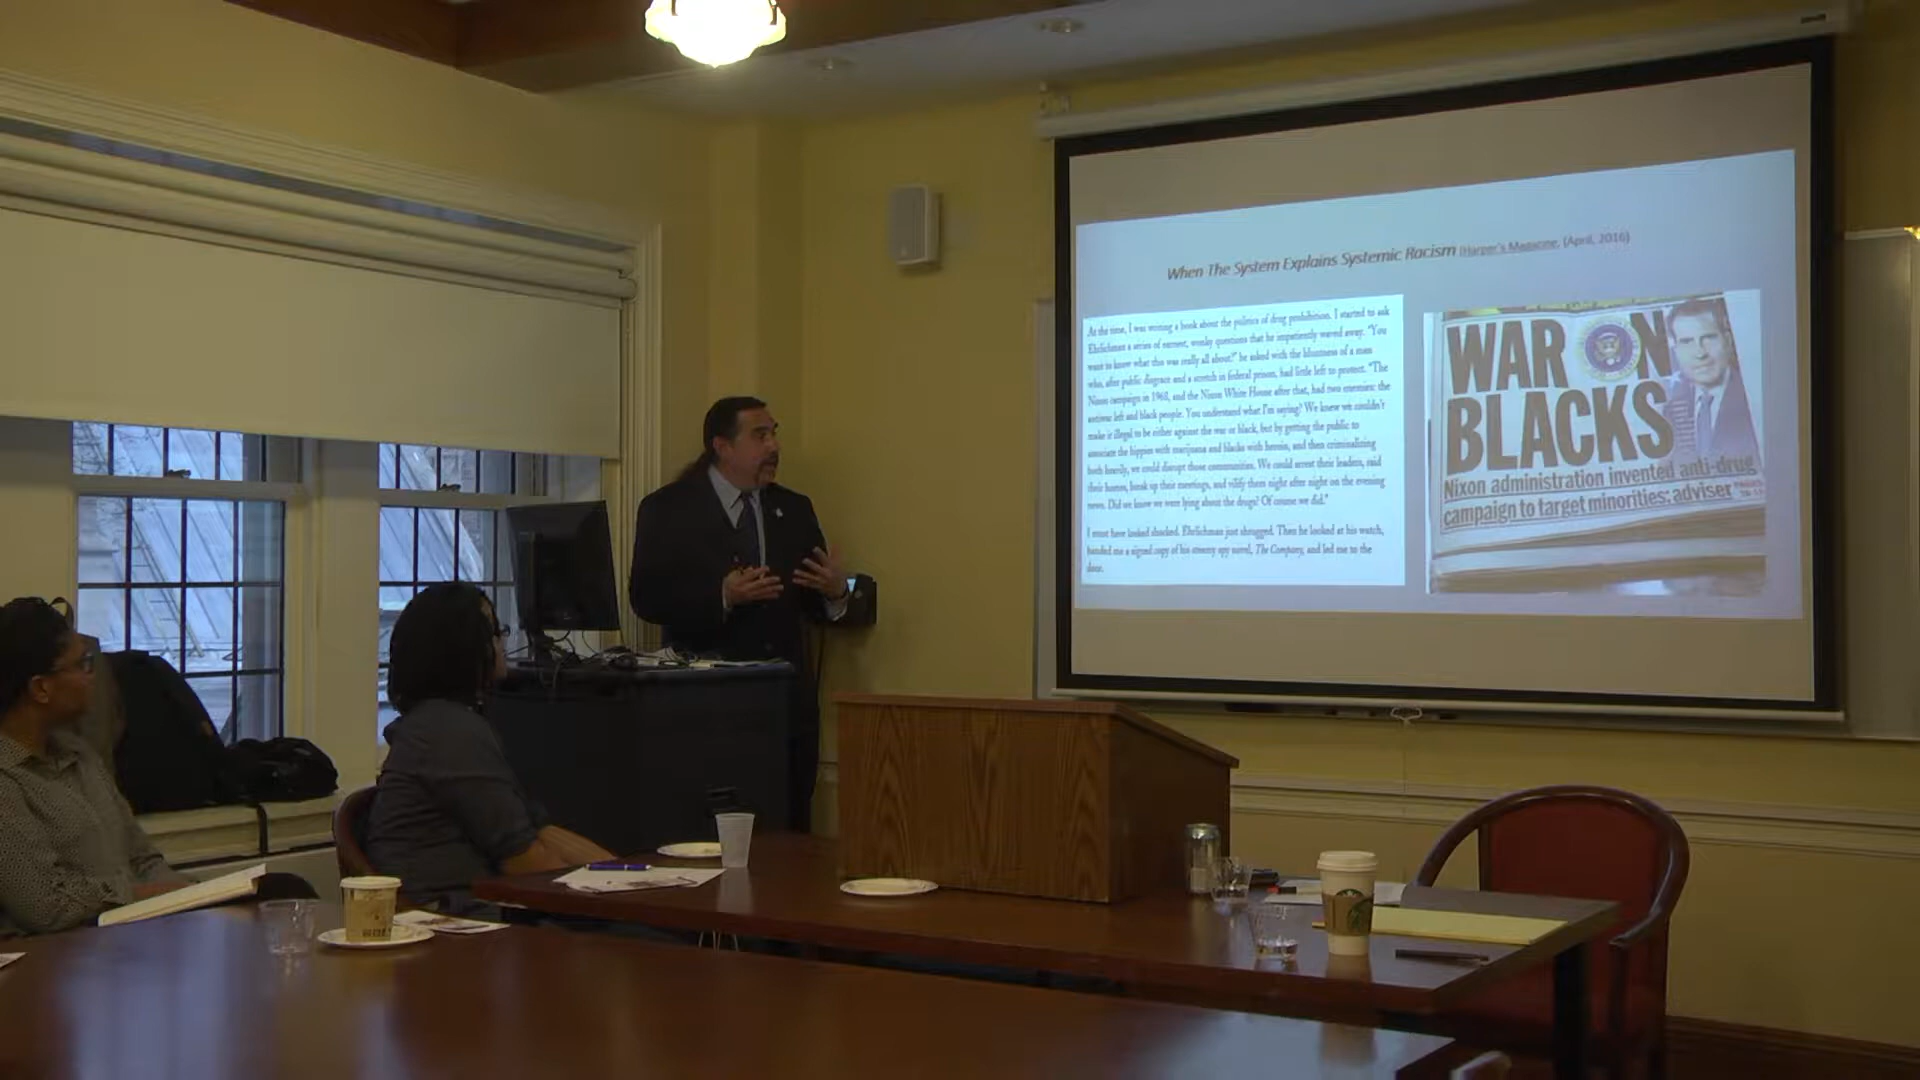 When The System Explains Systemic Racism (Harper's Magazine, (April, 2016)
At the time, I was writing a book about the politics of drug prohibition. I started to ask
Ehrlichman a series of earnest, wonky questions that he impatiently waved away. "You
want to know what this was really all about?" he asked with the bluntness of a man
who, after public disgrace and a stretch in federal prison, had little left to protect. "The
Nixon campaign in 1968, and the Nixon White House after that, had two enemies: the
antiwar left and black people. You understand what I'm saying? We knew we couldn't
make it illegal to be either against the war or black, but by getting the public to
associate the hippies with marijuana and blacks with heroin, and then criminalizing
both heavily, we could disrupt those communities. We could arrest their leaders, raid
their homes, break up their meetings, and vilify them night after night on the evening
news. Did we know we were lying about the drugs? Of course we did."
I must have looked shocked. Ehrlichman just shrugged. Then he looked at his watch,
handed me a signed copy of his steamy spy novel, The Company, and led me to the
door.
WAR ON
BLACKS
Nixon administration invented anti-drug
campaign to target minorities: adviser